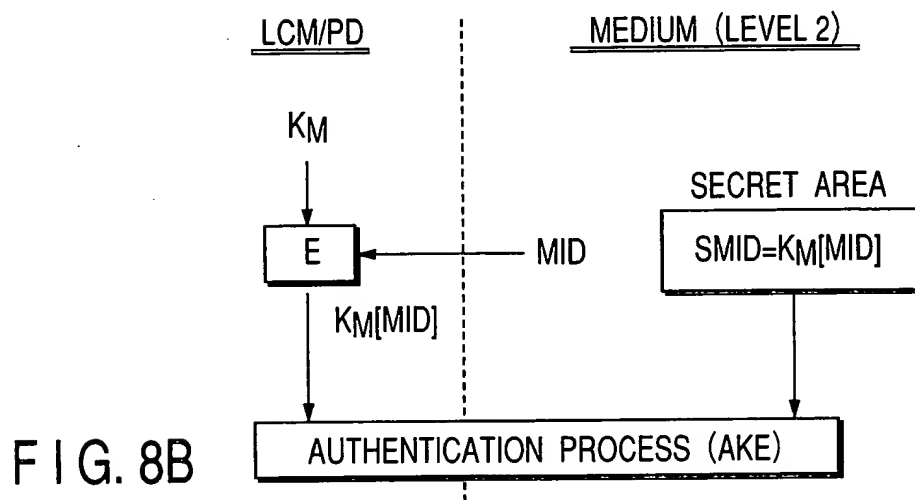 LCM/PD
MEDIUM (LEVEL 2)
KM
SECRET AREA
E
MID
SMID=KM[MID]
KM[MID]
AUTHENTICATION PROCESS (AKE)
FIG. 8B